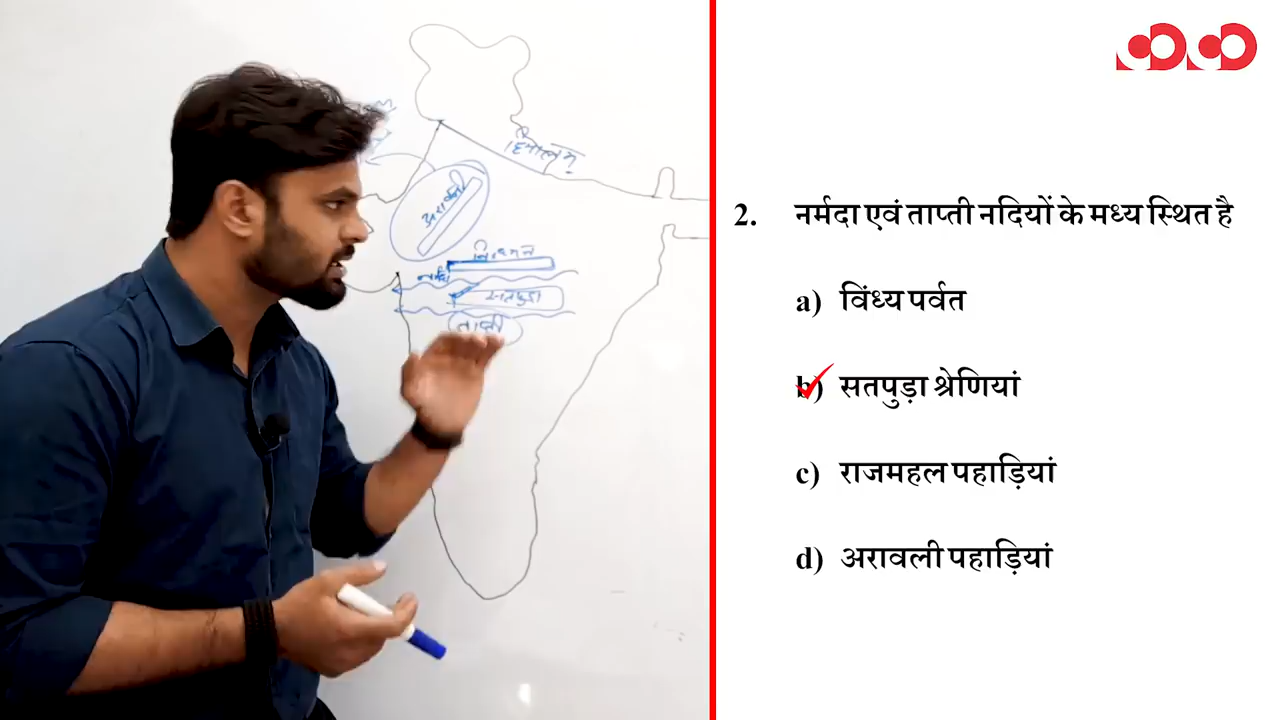 हिमालय
अरावली
विन्ध्यन
नर्मदा
सतपुड़ा
ताप्ती
2. नर्मदा एवं ताप्ती नदियों के मध्य स्थित है
a) विंध्य पर्वत
b) सतपुड़ा श्रेणियां
c) राजमहल पहाड़ियां
d) अरावली पहाड़ियां